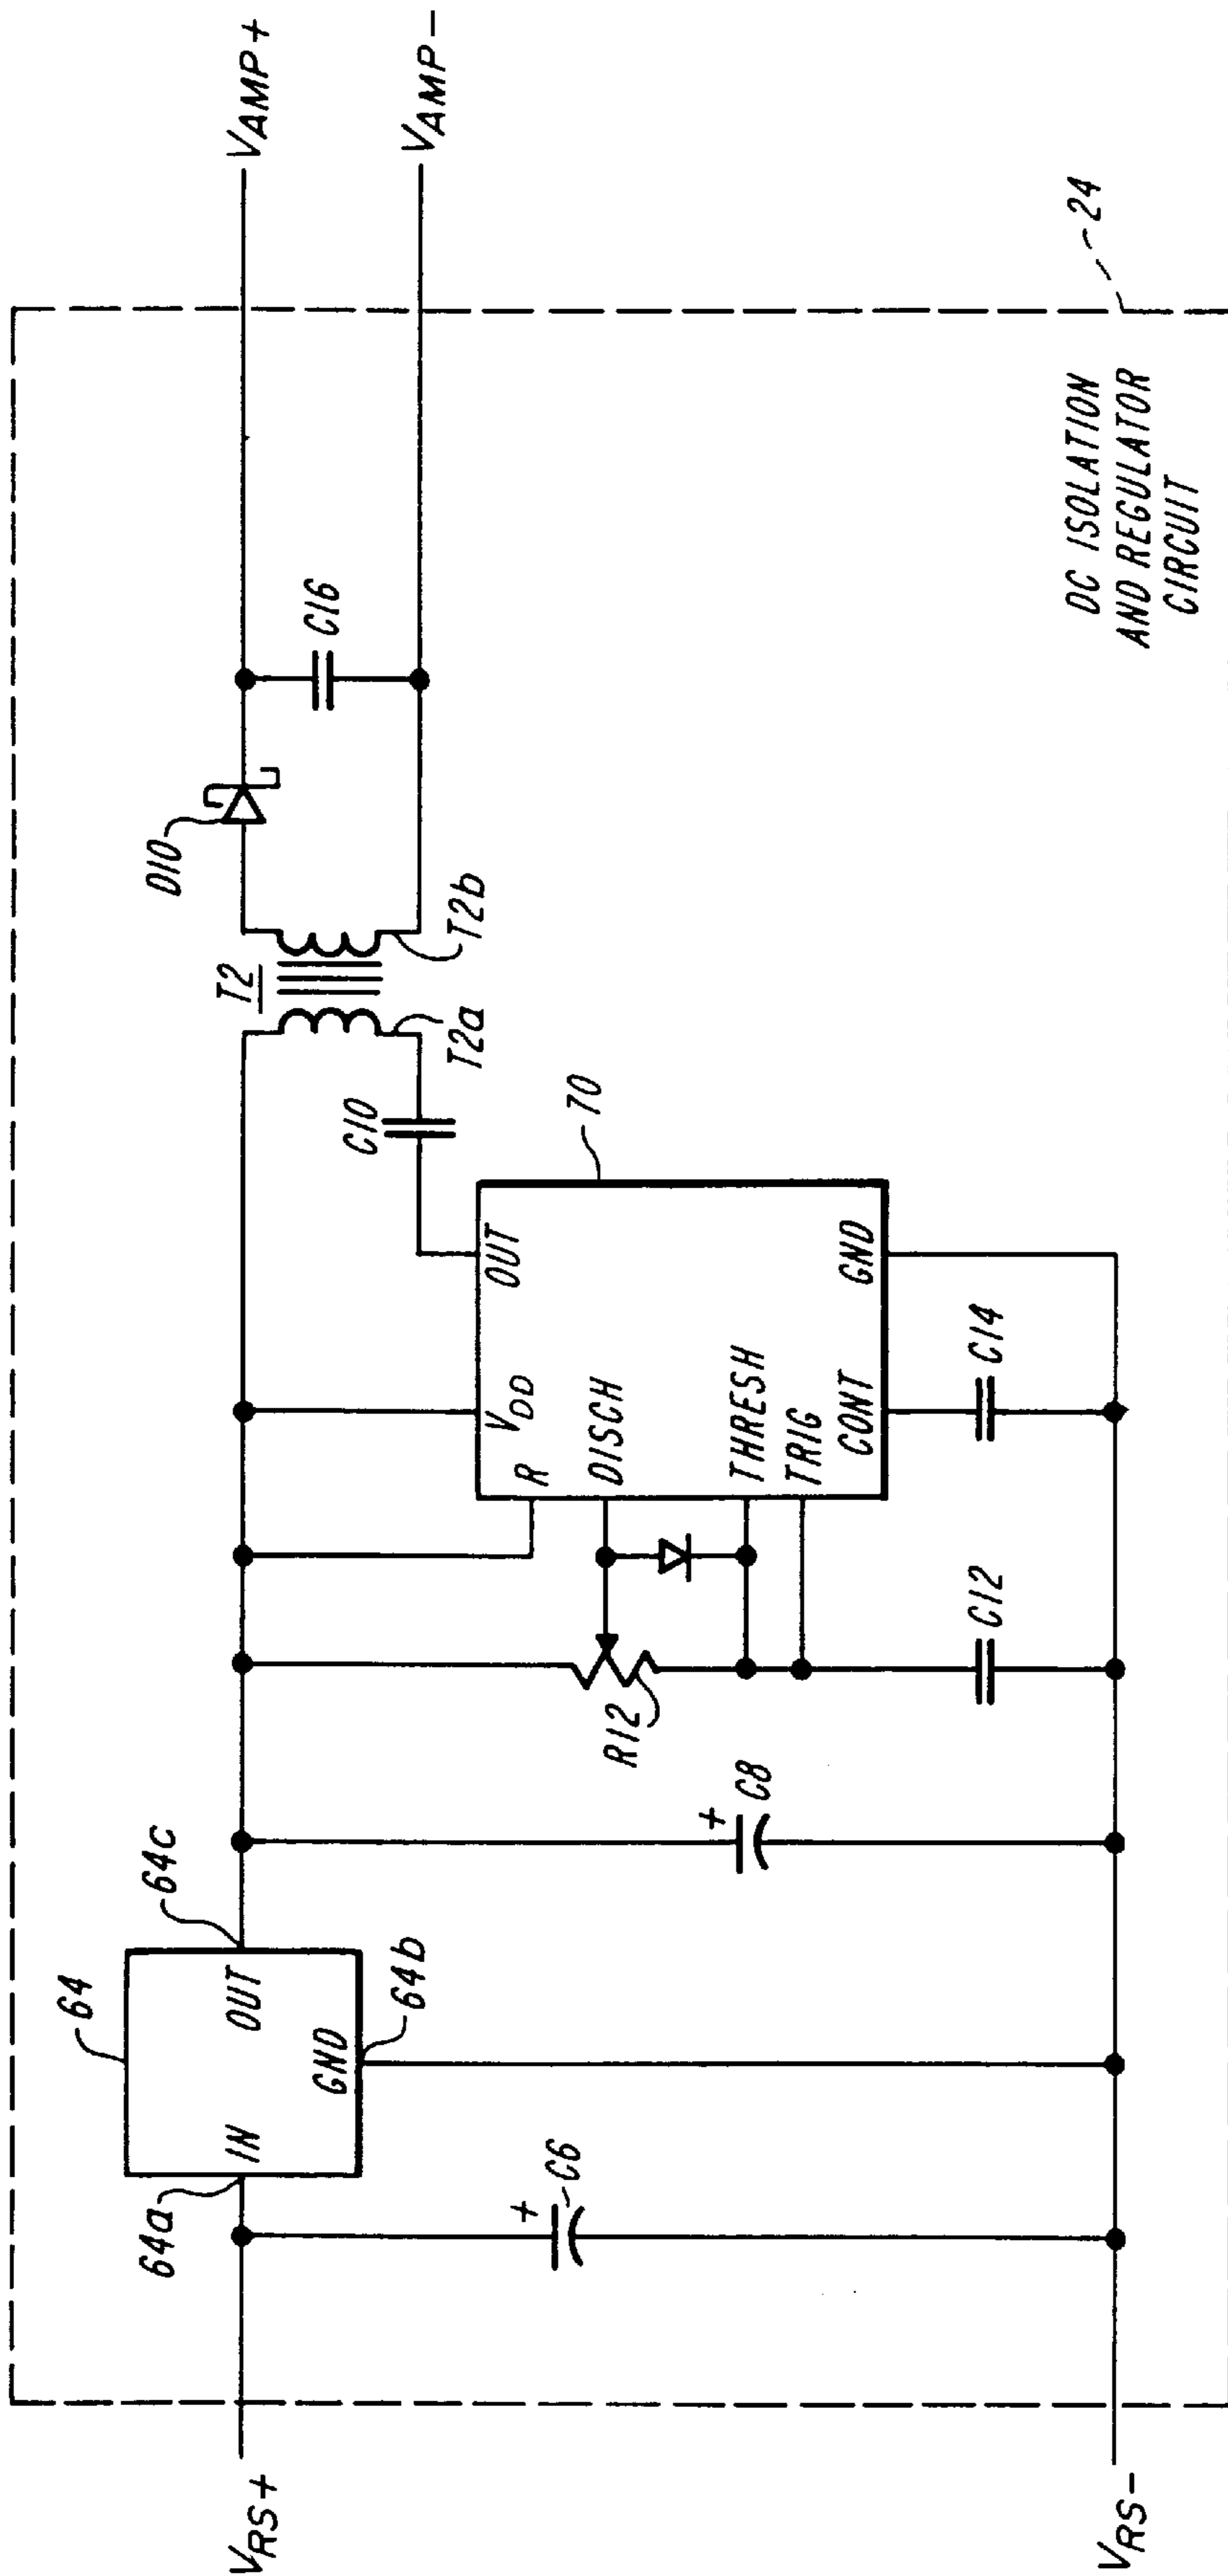 VRS+
VRS-
64
64a
IN
OUT
GND
64b
64c
C6
+
C8
+
R12
C12
R
VDD
OUT
DISCH
THRESH
TRIG
CONT
GND
70
C14
C10
T2
T2a
T2b
D10
C16
VAMP+
VAMP-
DC ISOLATION
AND REGULATOR
CIRCUIT
24